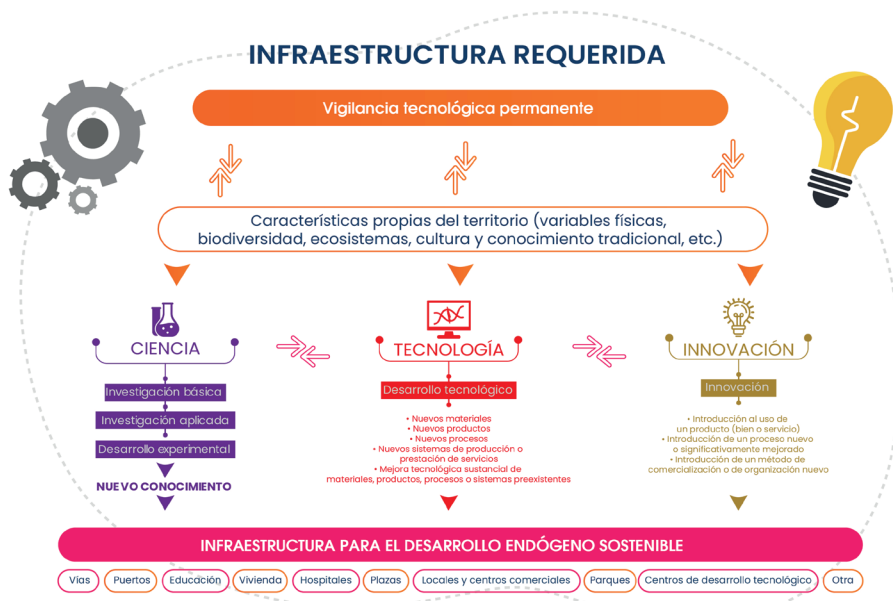 INFRAESTRUCTURA REQUERIDA
Vigilancia tecnológica permanente
Características propias del territorio (variables físicas,
biodiversidad, ecosistemas, cultura y conocimiento tradicional, etc.)
CIENCIA
Investigación básica
Investigación aplicada
Desarrollo experimental
NUEVO CONOCIMIENTO
TECNOLOGÍA
Desarrollo tecnológico
• Nuevos materiales
• Nuevos productos
• Nuevos procesos
• Nuevos sistemas de producción o
prestación de servicios
• Mejora tecnológica sustancial de
materiales, productos, procesos o sistemas preexistentes
INNOVACIÓN
Innovación
• Introducción al uso de
un producto (bien o servicio)
• Introducción de un proceso nuevo
o significativamente mejorado
• Introducción de un método de
comercialización o de organización nuevo
INFRAESTRUCTURA PARA EL DESARROLLO ENDÓGENO SOSTENIBLE
Vías
Puertos
Educación
Vivienda
Hospitales
Plazas
Locales y centros comerciales
Parques
Centros de desarrollo tecnológico
Otra